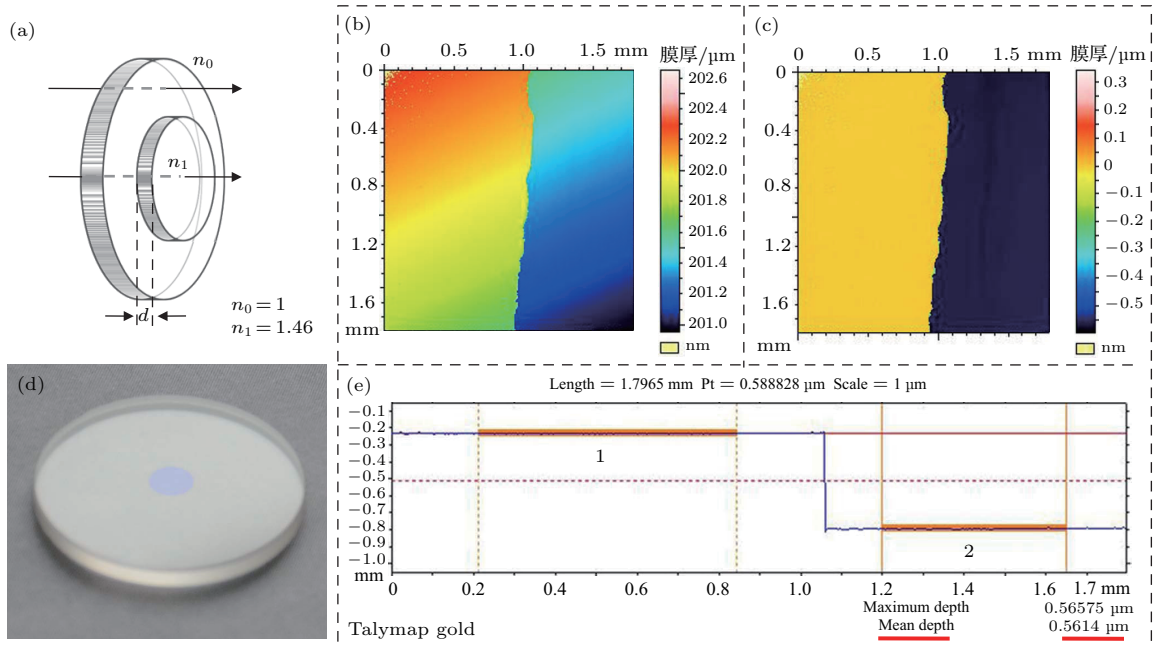 (a)
n0
n1
d
n0 = 1
n1 = 1.46
(b)
0 0.5 1.0 1.5 mm
膜厚/µm
0
0.4
0.8
1.2
1.6
mm
202.6
202.4
202.2
202.0
201.8
201.6
201.4
201.2
201.0
nm
(c)
0 0.5 1.0 1.5 mm
膜厚/µm
0
0.4
0.8
1.2
1.6
mm
0.3
0.2
0.1
0
−0.1
−0.2
−0.3
−0.4
−0.5
nm
(d)
(e)
Length = 1.7965 mm Pt = 0.588828 µm Scale = 1 µm
−0.1
−0.2
−0.3
−0.4
−0.5
−0.6
−0.7
−0.8
−0.9
−1.0
mm
1
2
0 0.2 0.4 0.6 0.8 1.0 1.2 1.4 1.6 1.7 mm
Maximum depth 0.56575 µm
Mean depth 0.5614 µm
Talymap gold